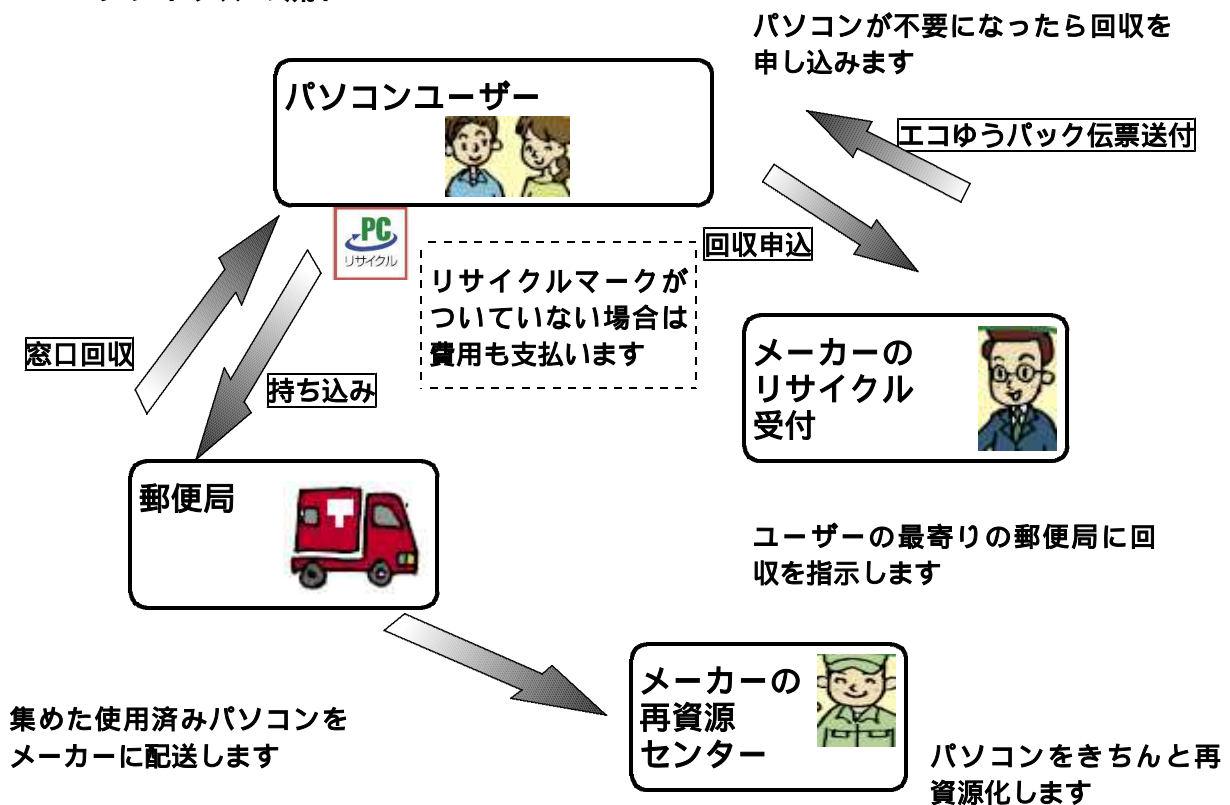 パソコンが不要になったら回収を
申し込みます
パソコンユーザー
エコゆうパック伝票送付
PC
リサイクル
回収申込
リサイクルマークが
ついていない場合は
費用も支払います
窓口回収
持ち込み
メーカーの
リサイクル
受付
郵便局
ユーザーの最寄りの郵便局に回
収を指示します
メーカーの
再資源
センター
集めた使用済みパソコンを
メーカーに配送します
パソコンをきちんと再
資源化します